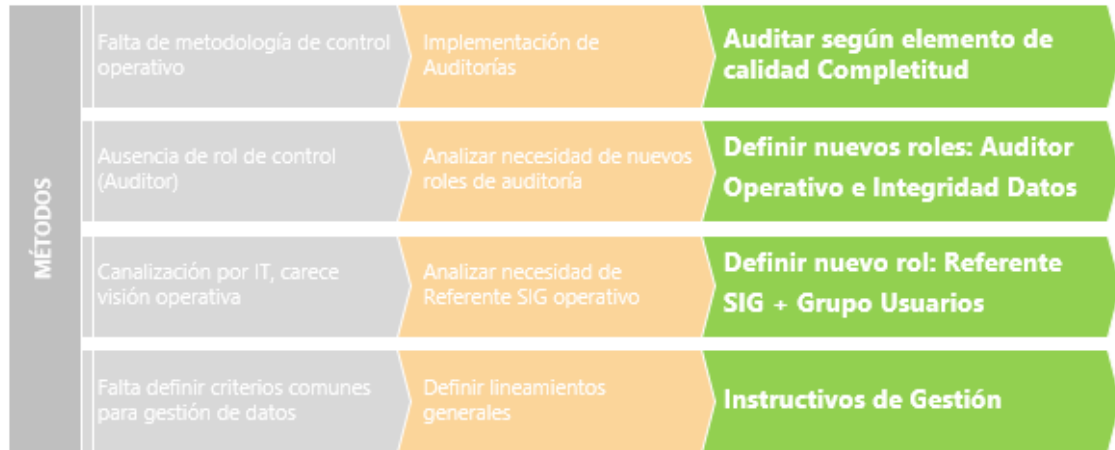 MÉTODOS
Falta de metodología de control
operativo
Implementación de
Auditorías
Auditar según elemento de
calidad Completitud
Ausencia de rol de control
(Auditor)
Analizar necesidad de nuevos
roles de auditoría
Definir nuevos roles: Auditor
Operativo e Integridad Datos
Canalización por IT, carece
visión operativa
Analizar necesidad de
Referente SIG operativo
Definir nuevo rol: Referente
SIG + Grupo Usuarios
Falta definir criterios comunes
para gestión de datos
Definir lineamientos
generales
Instructivos de Gestión